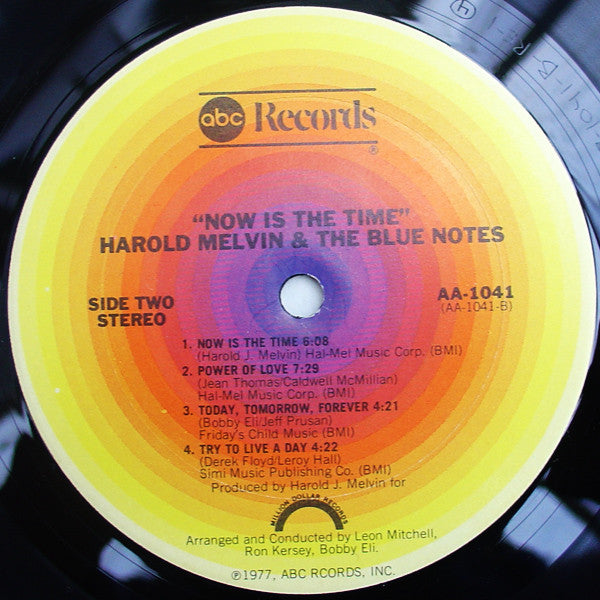 abc Records
®
"NOW IS THE TIME"
HAROLD MELVIN & THE BLUE NOTES
SIDE TWO
STEREO
AA-1041
(AA-1041-B)
1. NOW IS THE TIME 6:08
(Harold J. Melvin) Hal-Mel Music Corp. (BMI)
2. POWER OF LOVE 7:29
(Jean Thomas/Caldwell McMillian)
Hal-Mel Music Corp. (BMI)
3. TODAY, TOMORROW, FOREVER 4:21
(Bobby Eli/Jeff Prusan)
Friday's Child Music (BMI)
4. TRY TO LIVE A DAY 4:22
(Derek Floyd/Leroy Hall)
Simi Music Publishing Co. (BMI)
Produced by Harold J. Melvin for
MILLION DOLLAR RECORDS
Arranged and Conducted by Leon Mitchell,
Ron Kersey, Bobby Eli.
℗1977, ABC RCORDS, INC.